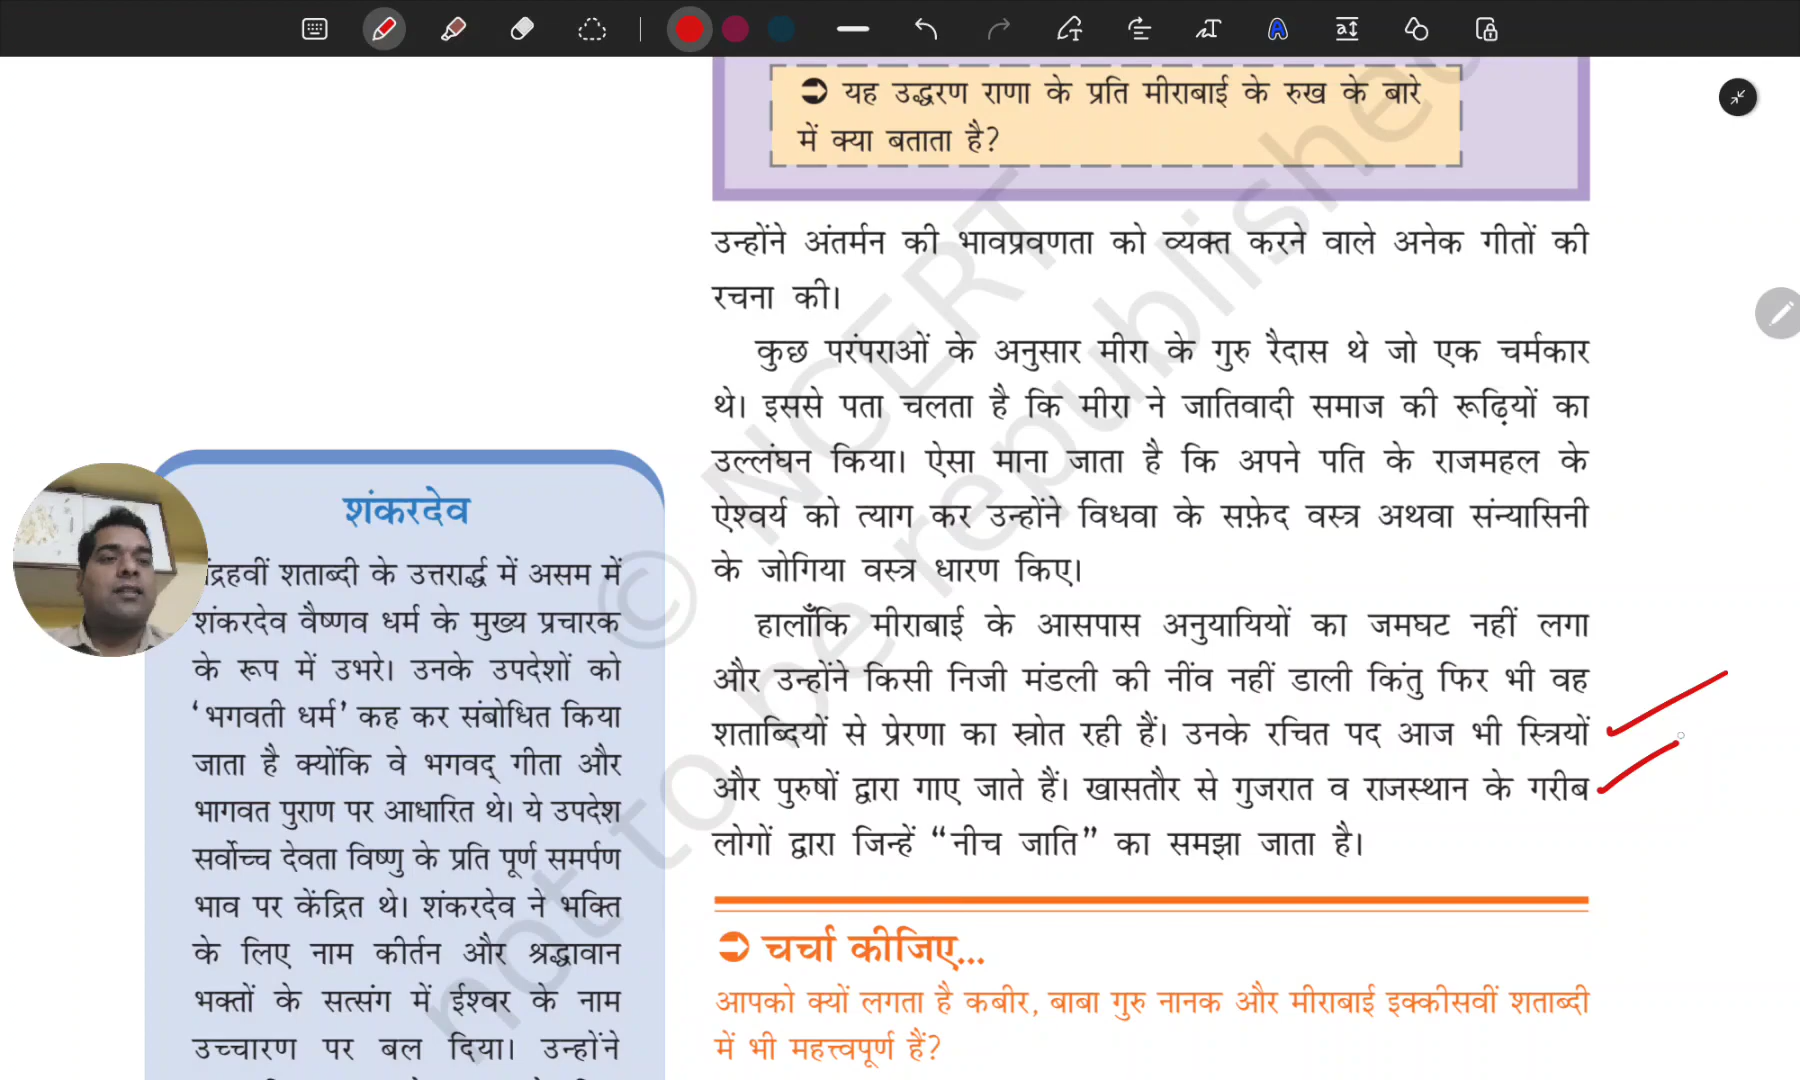 ➲ यह उद्धरण राणा के प्रति मीराबाई के रुख के बारे
में क्या बताता है?
उन्होंने अंतर्मन की भावप्रवणता को व्यक्त करने वाले अनेक गीतों की
रचना की।
कुछ परंपराओं के अनुसार मीरा के गुरु रैदास थे जो एक चर्मकार
थे। इससे पता चलता है कि मीरा ने जातिवादी समाज की रूढ़ियों का
उल्लंघन किया। ऐसा माना जाता है कि अपने पति के राजमहल के
ऐश्वर्य को त्याग कर उन्होंने विधवा के सफ़ेद वस्त्र अथवा संन्यासिनी
के जोगिया वस्त्र धारण किए।
हालाँकि मीराबाई के आसपास अनुयायियों का जमघट नहीं लगा
और उन्होंने किसी निजी मंडली की नींव नहीं डाली किंतु फिर भी वह
शताब्दियों से प्रेरणा का स्रोत रही हैं। उनके रचित पद आज भी स्त्रियों
और पुरुषों द्वारा गाए जाते हैं। खासतौर से गुजरात व राजस्थान के गरीब
लोगों द्वारा जिन्हें “नीच जाति” का समझा जाता है।
➲ चर्चा कीजिए...
आपको क्यों लगता है कबीर, बाबा गुरु नानक और मीराबाई इक्कीसवीं शताब्दी
में भी महत्त्वपूर्ण हैं?
शंकरदेव
शताब्दी के उत्तरार्द्ध में असम में
शंकरदेव वैष्णव धर्म के मुख्य प्रचारक
के रूप में उभरे। उनके उपदेशों को
‘भगवती धर्म’ कह कर संबोधित किया
जाता है क्योंकि वे भगवद् गीता और
भागवत पुराण पर आधारित थे। ये उपदेश
सर्वोच्च देवता विष्णु के प्रति पूर्ण समर्पण
भाव पर केंद्रित थे। शंकरदेव ने भक्ति
के लिए नाम कीर्तन और श्रद्धावान
भक्तों के सत्संग में ईश्वर के नाम
उच्चारण पर बल दिया। उन्होंने
© NCERT
not to be republished